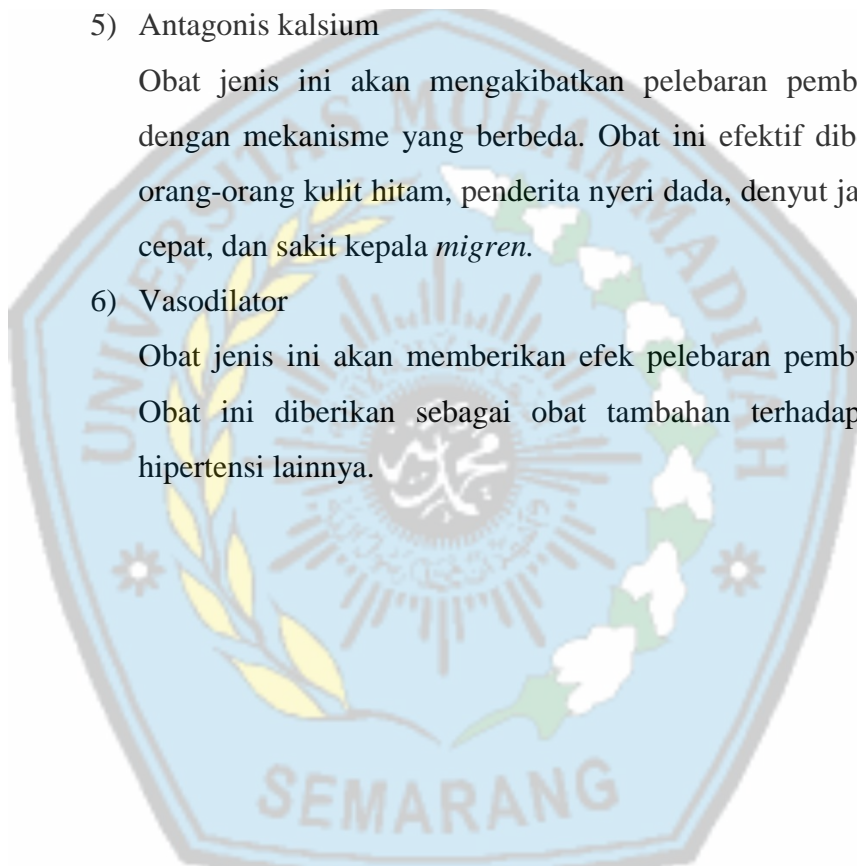 5) Antagonis kalsium
Obat jenis ini akan mengakibatkan pelebaran pemb
dengan mekanisme yang berbeda. Obat ini efektif dib
orang-orang kulit hitam, penderita nyeri dada, denyut ja
cepat, dan sakit kepala migren.
6) Vasodilator
Obat jenis ini akan memberikan efek pelebaran pemb
Obat ini diberikan sebagai obat tambahan terhadap
hipertensi lainnya.
UNIVERSITAS MUHAMMADIYAH
SEMARANG